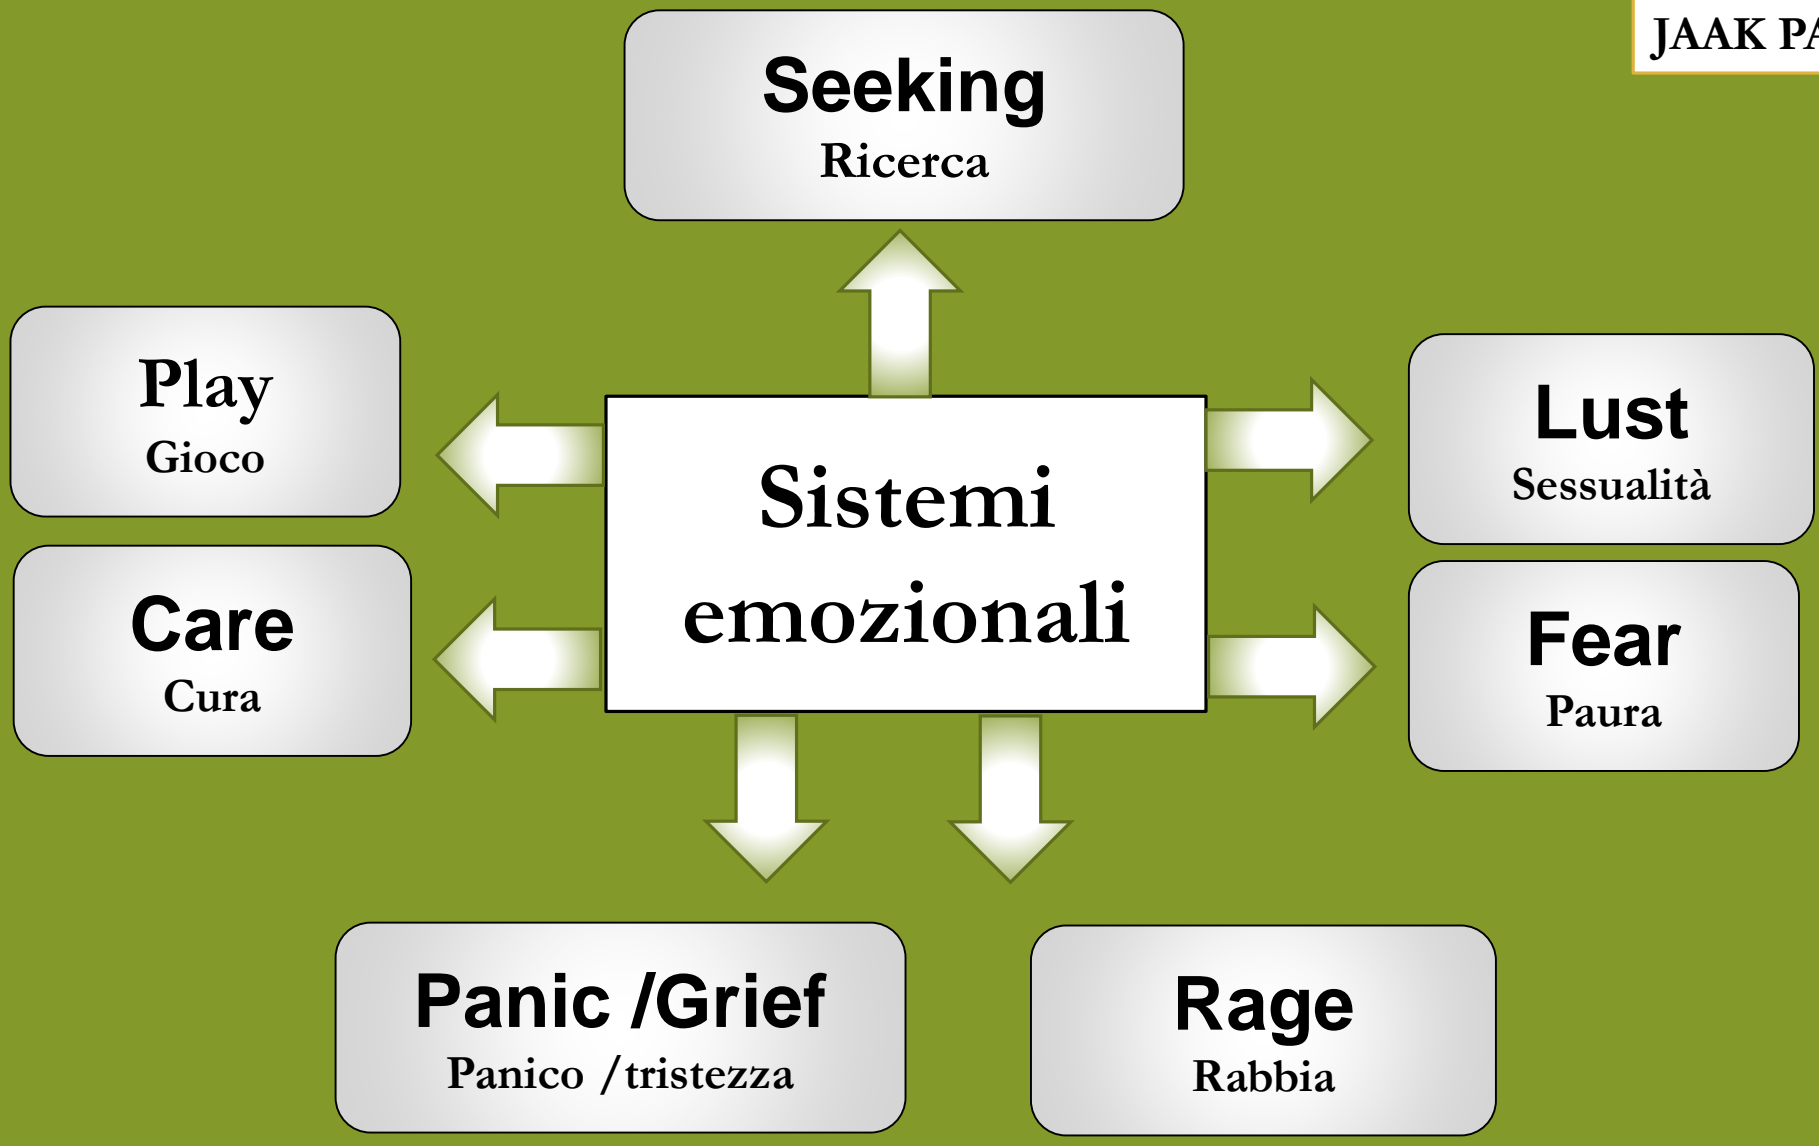 JAAK PA
Seeking
Ricerca
Play
Gioco
Lust
Sessualità
Sistemi
emozionali
Care
Cura
Fear
Paura
Panic /Grief
Panico /tristezza
Rage
Rabbia